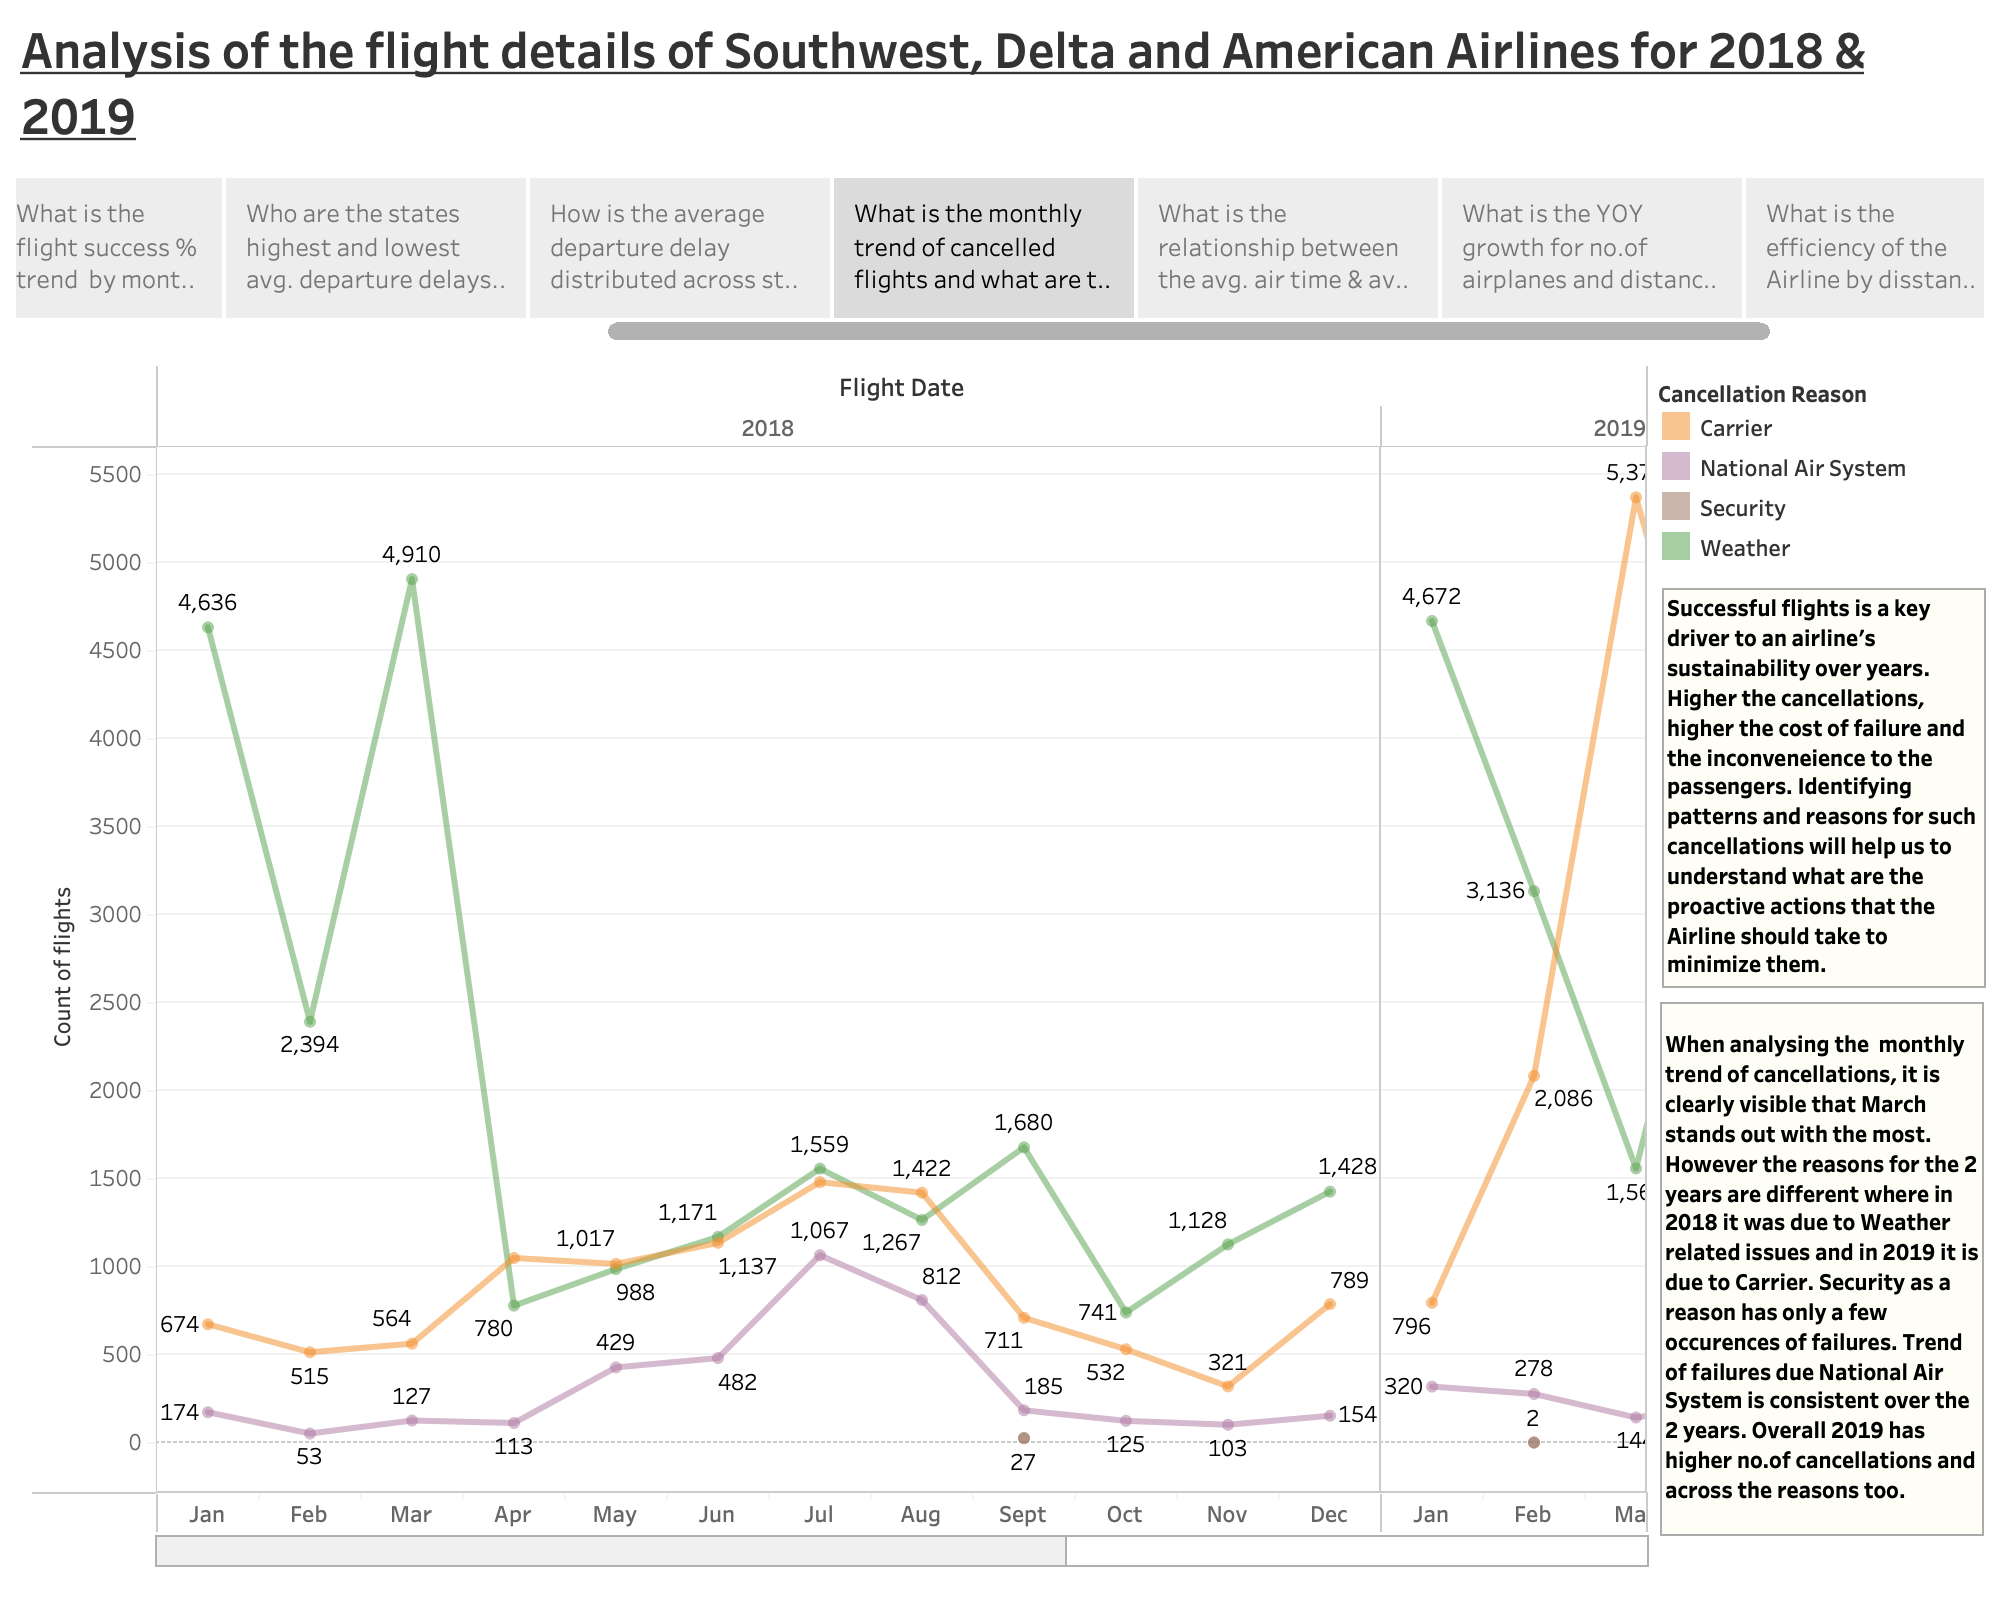 Analysis of the flight details of Southwest, Delta and American Airlines for 2018 &
2019
What is the
flight success %
trend  by mont..
Who are the states
highest and lowest
avg. departure delays..
How is the average
departure delay
distributed across st..
What is the monthly
trend of cancelled
flights and what are t..
What is the
relationship between
the avg. air time & av..
What is the YOY
growth for no.of
airplanes and distanc..
What is the
efficiency of the
Airline by disstan..
Flight Date
2018
2019
Count of flights
5500
5000
4500
4000
3500
3000
2500
2000
1500
1000
500
0
4,636
2,394
4,910
780
988
1,171
1,559
1,267
1,680
741
1,128
1,428
4,672
3,136
1,56
674
515
564
1,017
1,137
1,422
711
532
321
789
796
2,086
5,37
174
53
127
113
429
482
1,067
812
185
125
103
154
320
278
144
27
2
Jan
Feb
Mar
Apr
May
Jun
Jul
Aug
Sept
Oct
Nov
Dec
Jan
Feb
Ma
Cancellation Reason
Carrier
National Air System
Security
Weather
Successful flights is a key
driver to an airline's
sustainability over years.
Higher the cancellations,
higher the cost of failure and
the inconveneience to the
passengers. Identifying
patterns and reasons for such
cancellations will help us to
understand what are the
proactive actions that the
Airline should take to
minimize them.
When analysing the  monthly
trend of cancellations, it is
clearly visible that March
stands out with the most.
However the reasons for the 2
years are different where in
2018 it was due to Weather
related issues and in 2019 it is
due to Carrier. Security as a
reason has only a few
occurences of failures. Trend
of failures due National Air
System is consistent over the
2 years. Overall 2019 has
higher no.of cancellations and
across the reasons too.